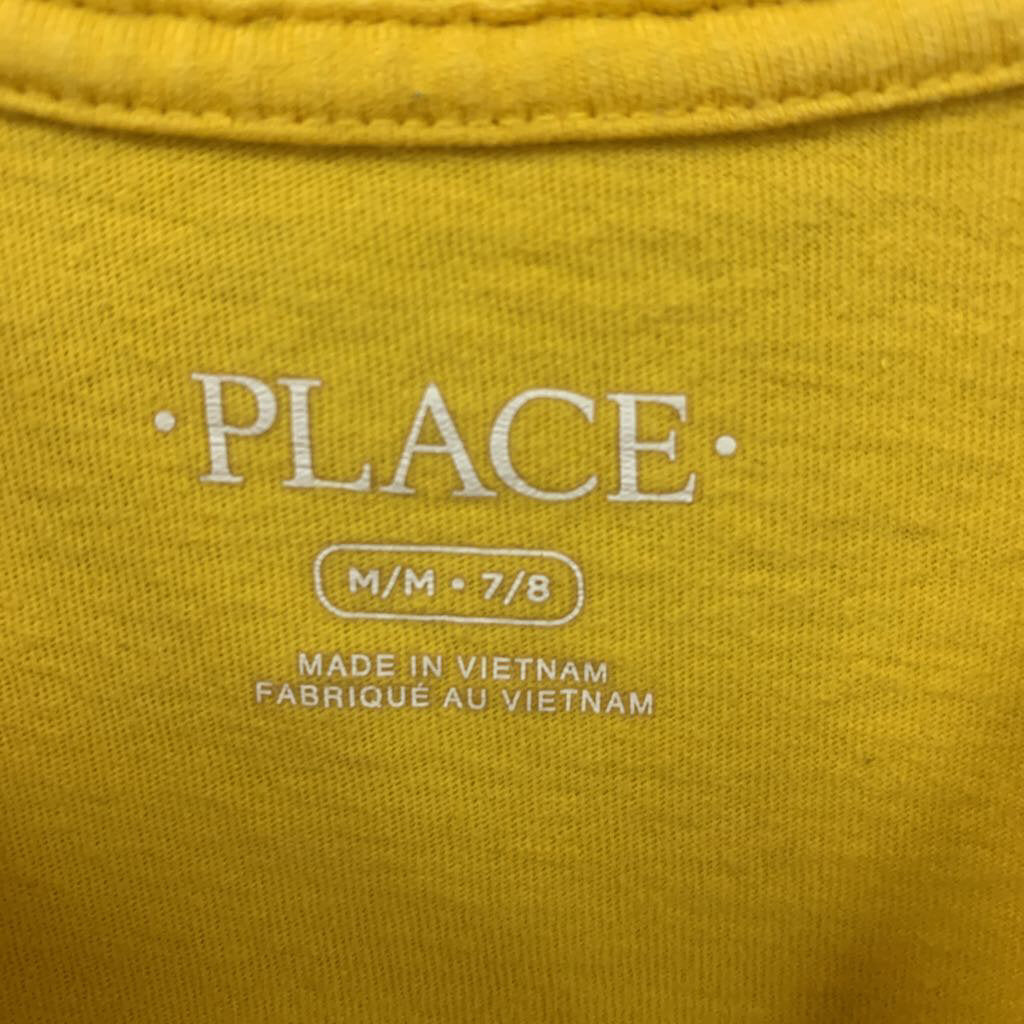 ·PLACE·
M/M • 7/8
MADE IN VIETNAM
FABRIQUÉ AU VIETNAM